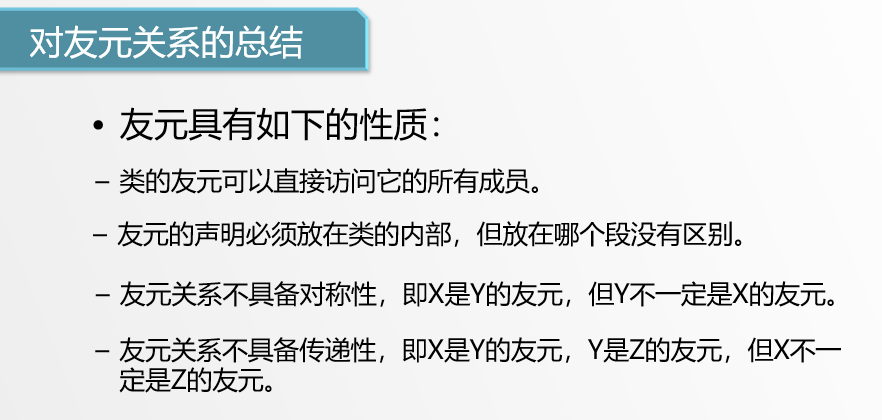 对友元关系的总结
• 友元具有如下的性质：
– 类的友元可以直接访问它的所有成员。
– 友元的声明必须放在类的内部，但放在哪个段没有区别。
– 友元关系不具备对称性，即X是Y的友元，但Y不一定是X的友元。
– 友元关系不具备传递性，即X是Y的友元，Y是Z的友元，但X不一
定是Z的友元。